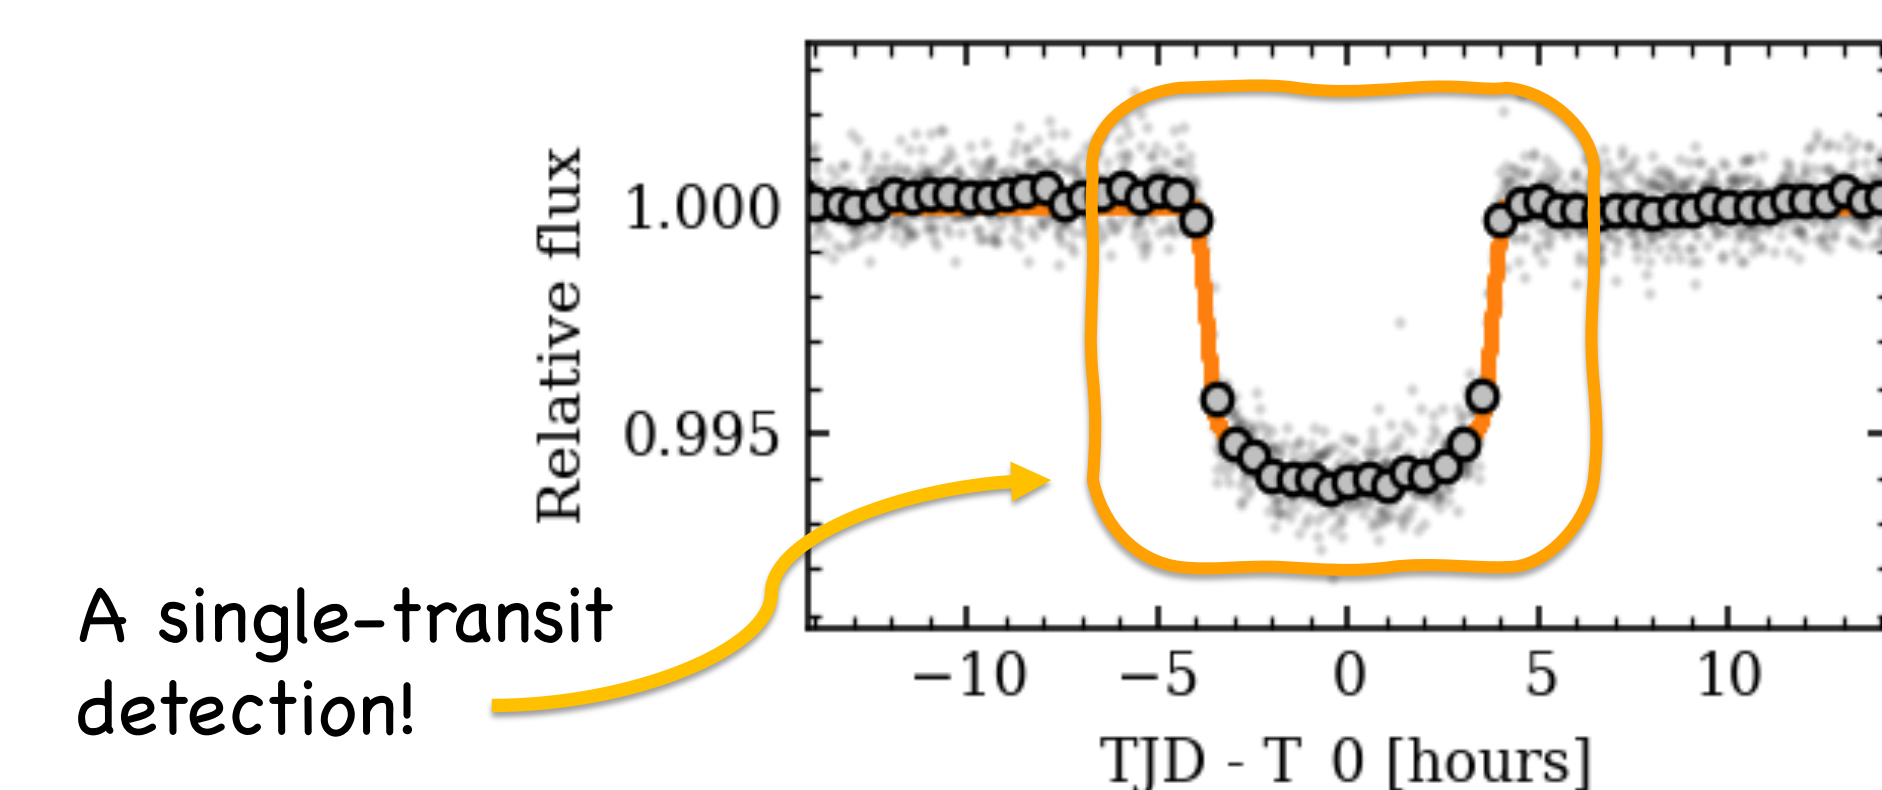 Relative flux
1.000
0.995
A single-transit
detection!
−10 −5 0 5 10
TJD - T 0 [hours]